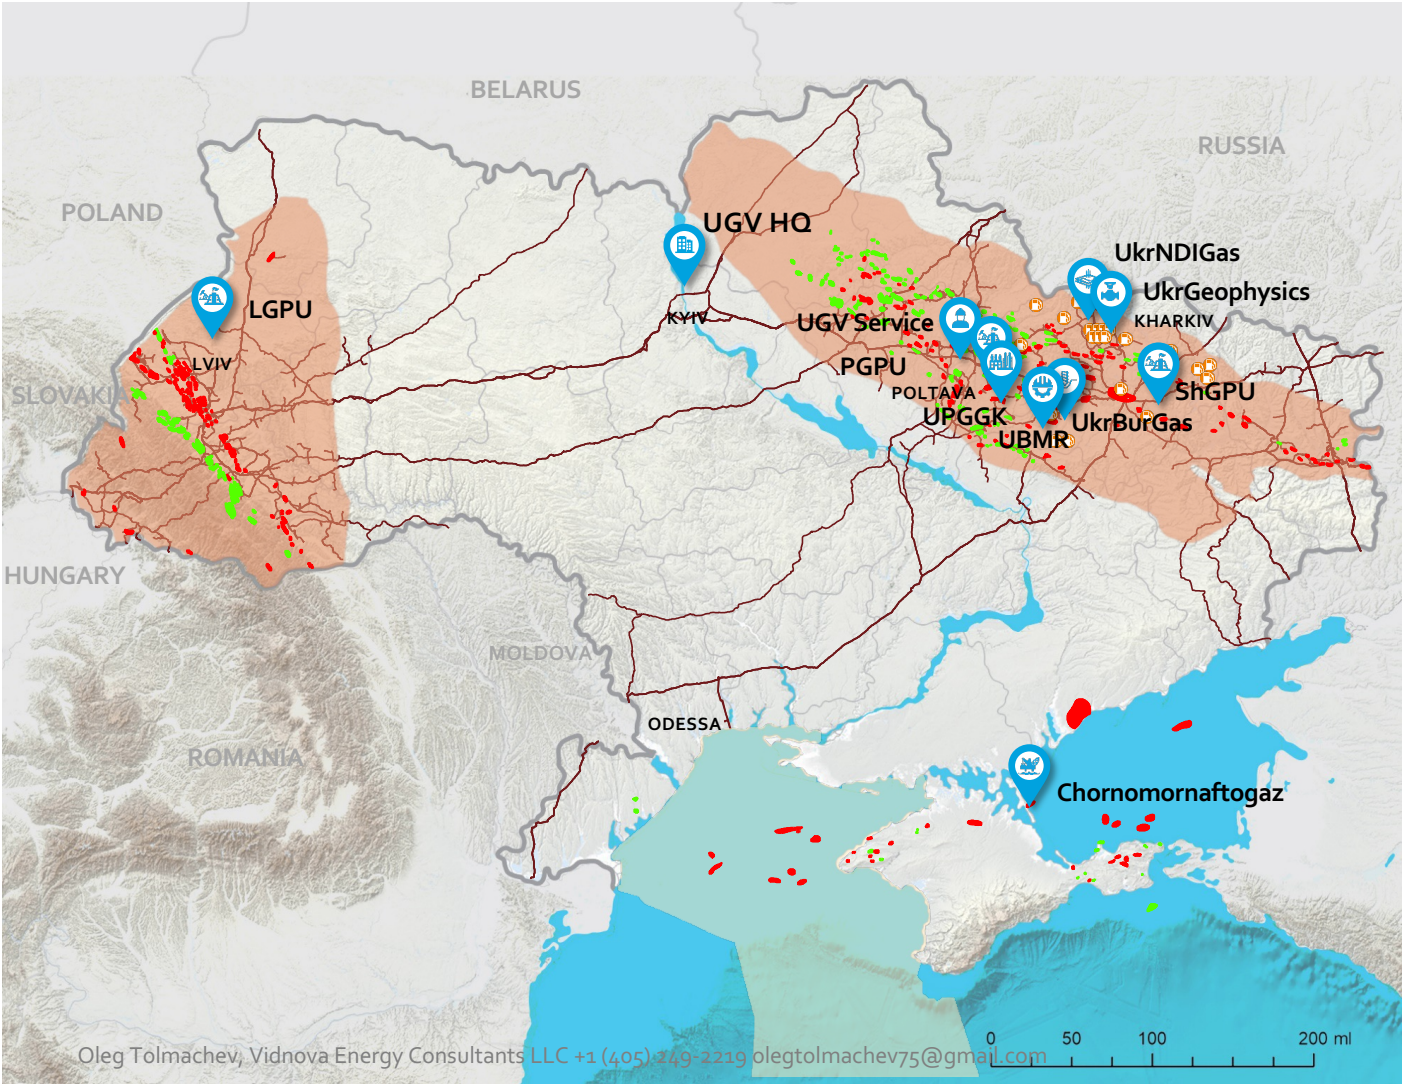 BELARUS
RUSSIA
POLAND
UGV HQ
UkrNDIGas
UkrGeophysics
LGPU
KYIV
UGV Service
KHARKIV
LVIV
PGPU
SLOVAKIA
POLTAVA
ShGPU
UPGGK
UkrBurGas
UBMR
HUNGARY
MOLDOVA
ODESSA
ROMANIA
Chornomornaftogaz
0 50 100 200 ml
Oleg Tolmachev, Vidnova Energy Consultants LLC +1 (405) 249-2219 olegtolmachev75@gmail.com